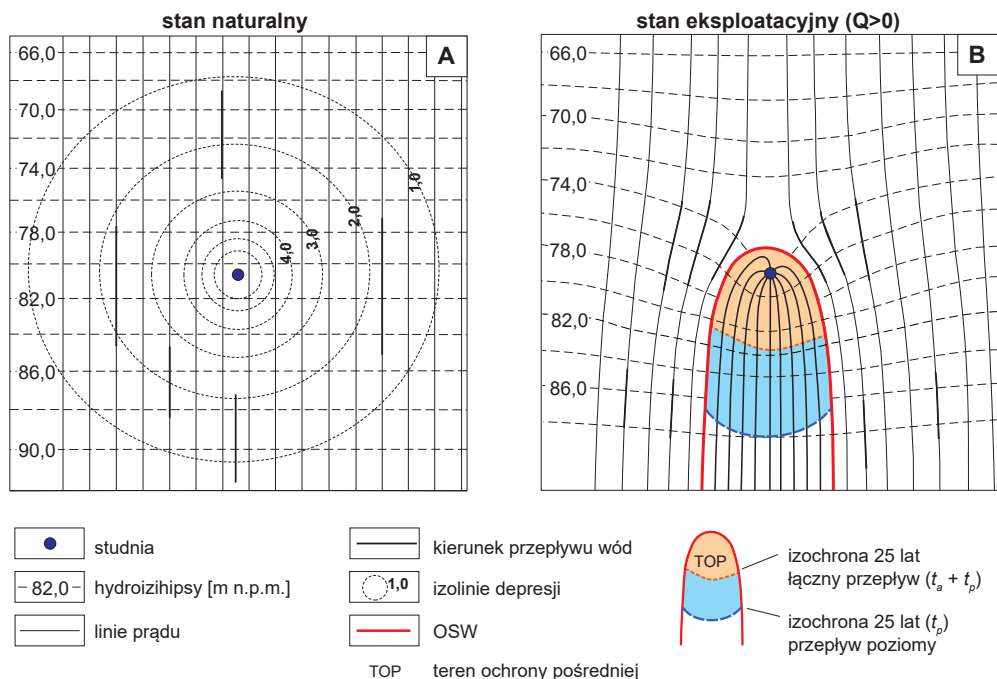 stan naturalny
A
66,0
70,0
74,0
78,0
82,0
86,0
90,0
1,0
2,0
3,0
4,0
stan eksploatacyjny (Q>0)
B
66,0
70,0
74,0
78,0
82,0
86,0
studnia
82,0 hydroizihipsy [m n.p.m.]
linie prądu
kierunek przepływu wód
1,0 izolinie depresji
OSW
TOP teren ochrony pośredniej
TOP
izochrona 25 lat
łączny przepływ (ta + tp)
izochrona 25 lat (tp)
przepływ poziomy